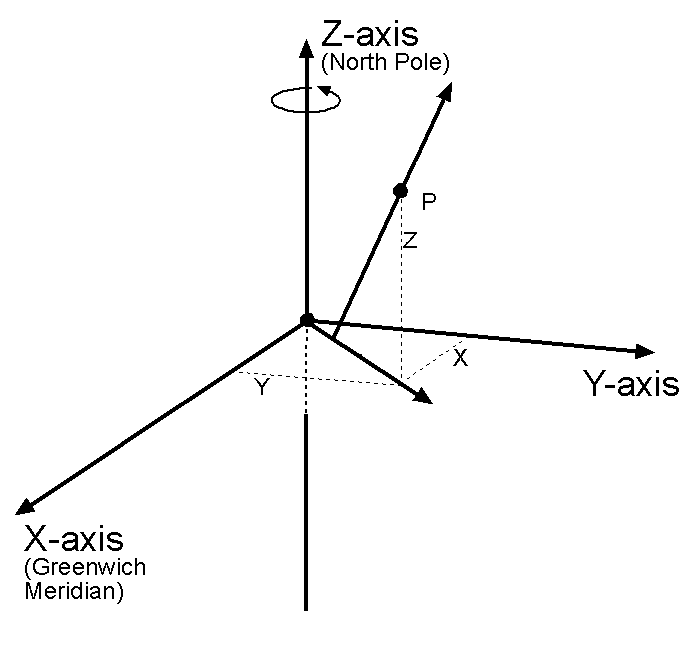 Z-axis
(North Pole)
P
Z
X
Y
Y-axis
X-axis
(Greenwich
Meridian)